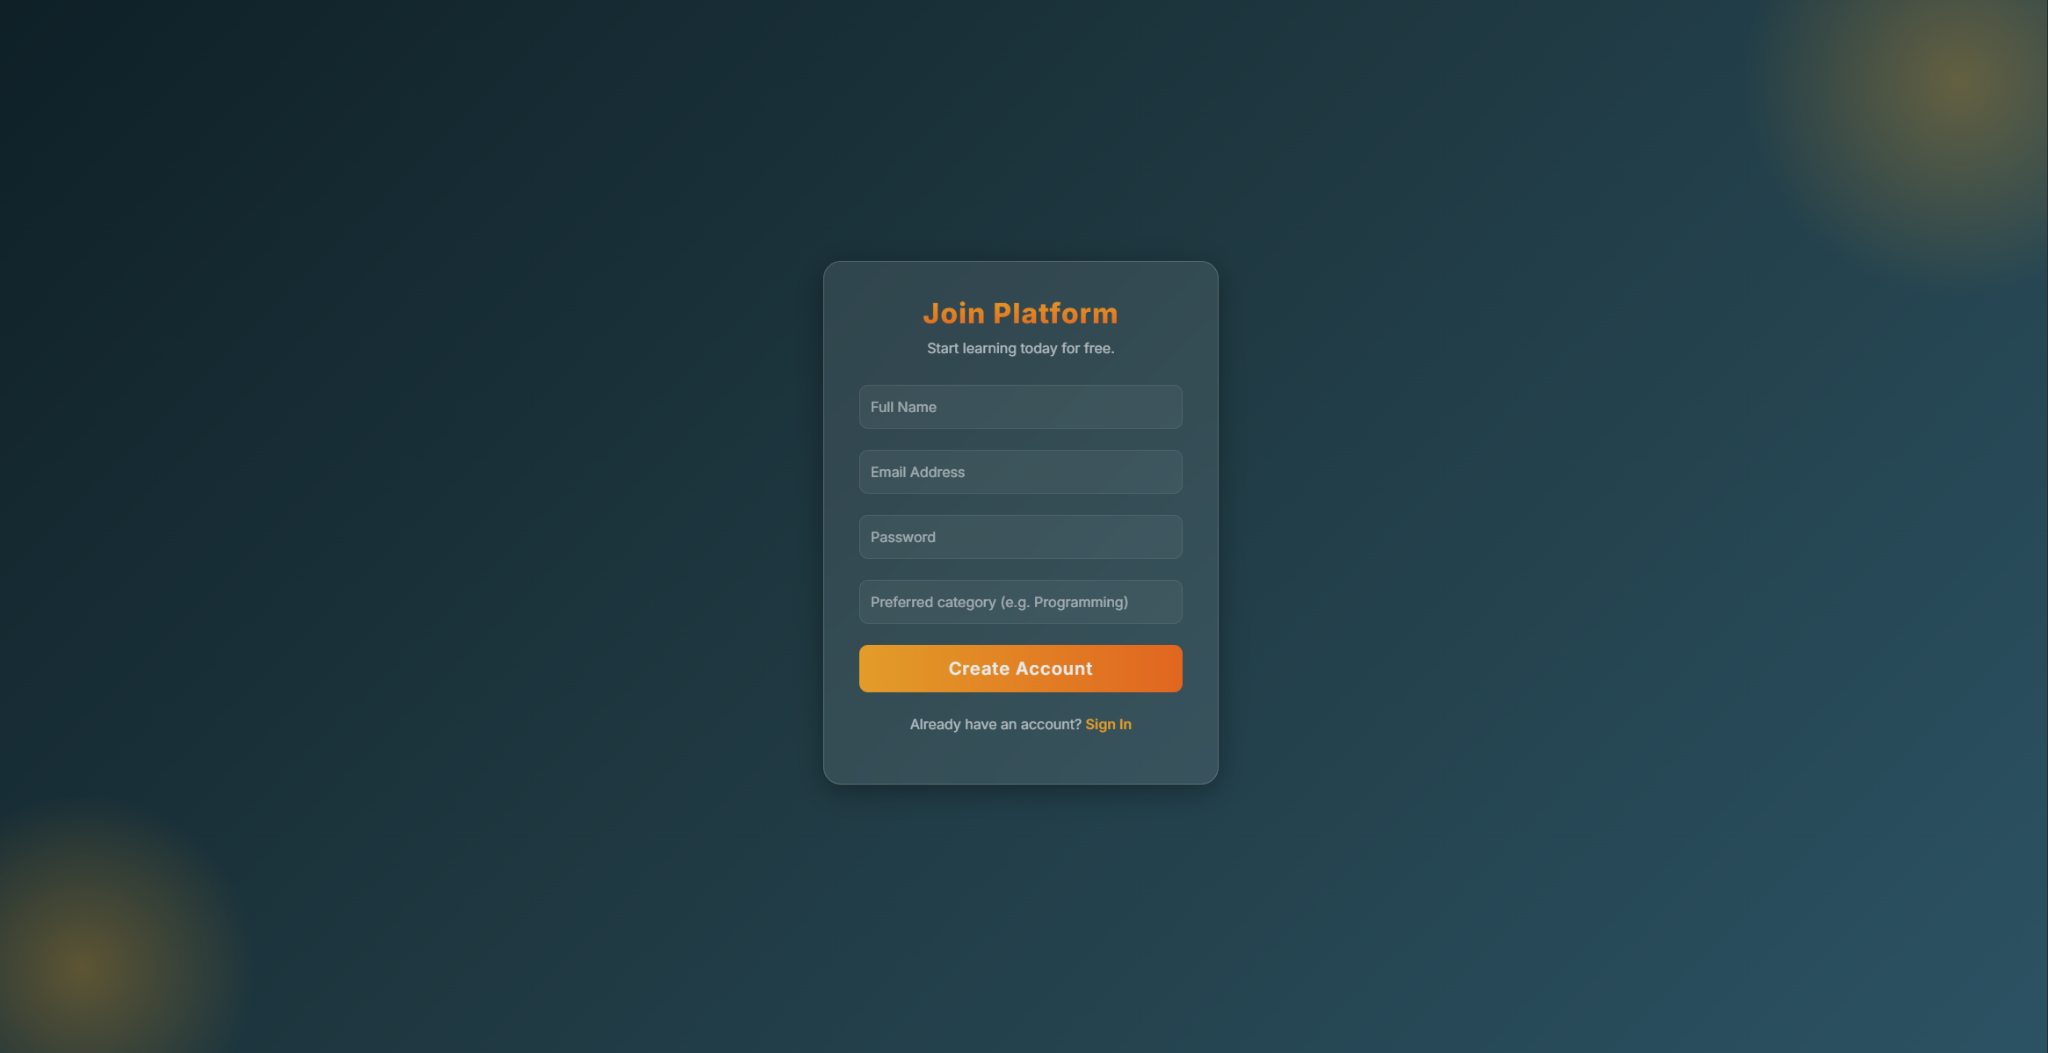 Join Platform
Start learning today for free.
Full Name
Email Address
Password
Preferred category (e.g. Programming)
Create Account
Already have an account? Sign In